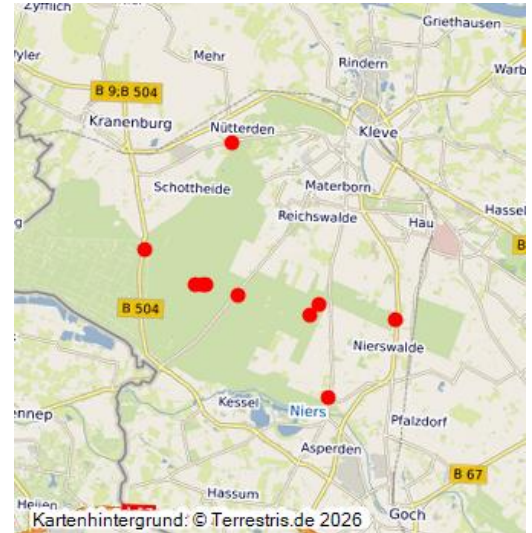 Zyfflich
Griethausen
Mehr
Rindern
Wyler
Warb
B 9;B 504
Kranenburg
Nütterden
Kleve
Schottheide
Materborn
Hassel
Reichswalde
Hau
B
B 504
Nierswalde
Kessel
Niers
Pfalzdorf
ennep
Asperden
B 67
Hassum
Heijen
Goch
Kartenhintergrund: © Terrestris.de 2026